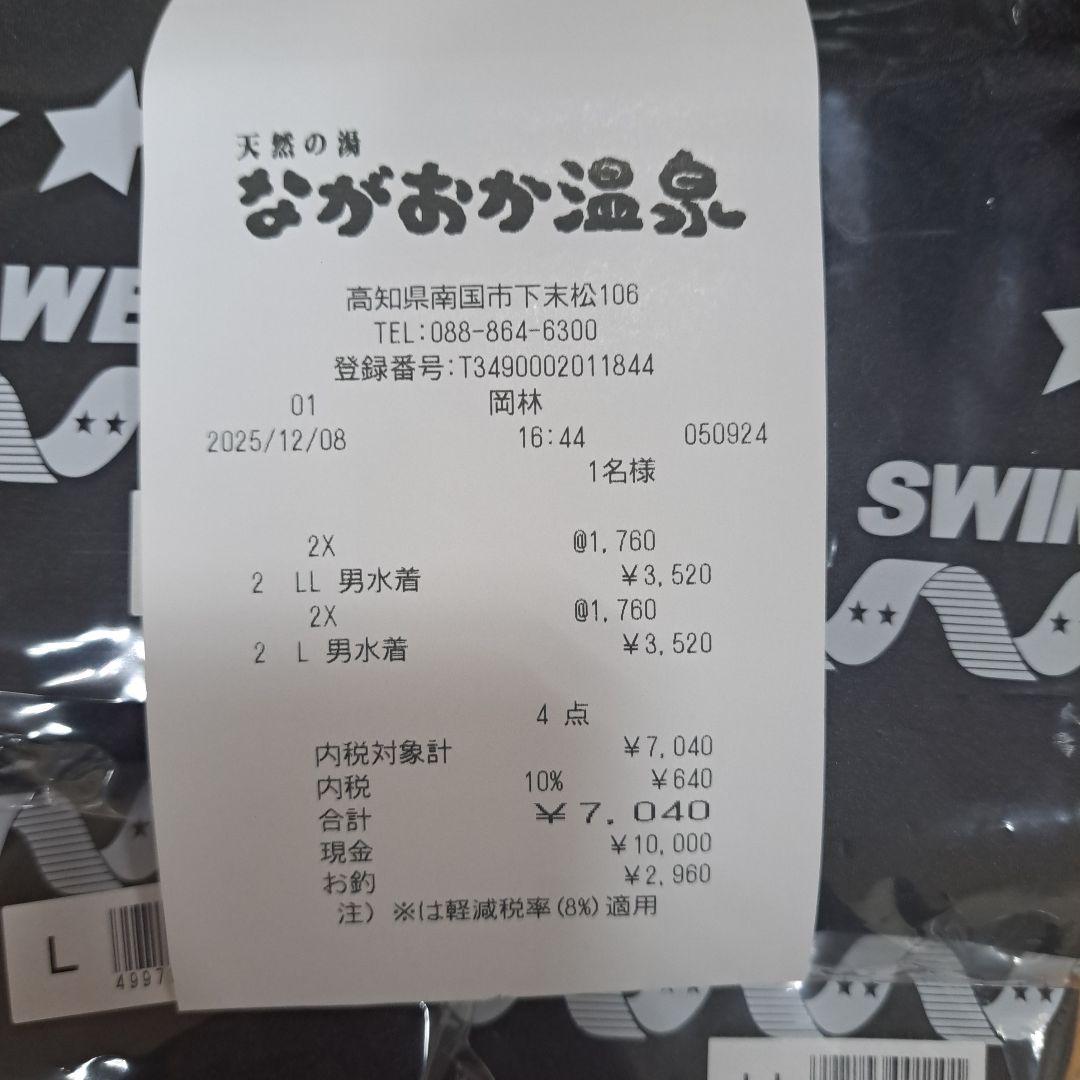 天然の湯
ながおか温泉
高知県南国市下末松106
TEL:088-864-6300
登録番号:T3490002011844
01 岡林
2025/12/08 16:44 050924
1名様
2X @1,760
2 LL 男水着 ¥3,520
2X @1,760
2 L 男水着 ¥3,520
4 点
内税対象計 ¥7,040
内税 10% ¥640
合計 ¥7,040
現金 ¥10,000
お釣 ¥2,960
注) ※は軽減税率(8%)適用
L
4997